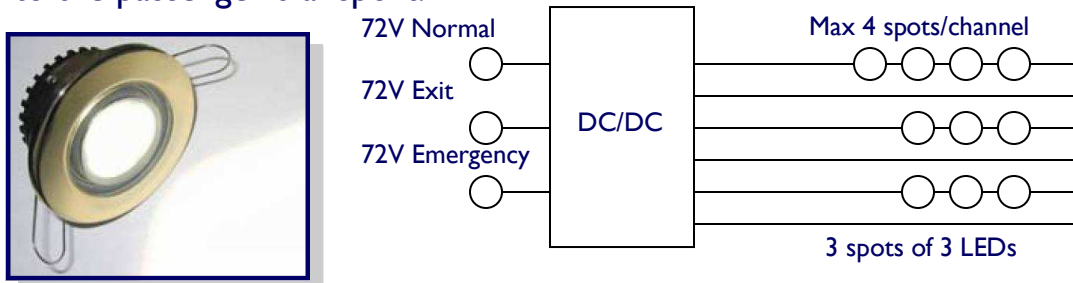 72V Normal
Max 4 spots/channel
72V Exit
DC/DC
72V Emergency
3 spots of 3 LEDs